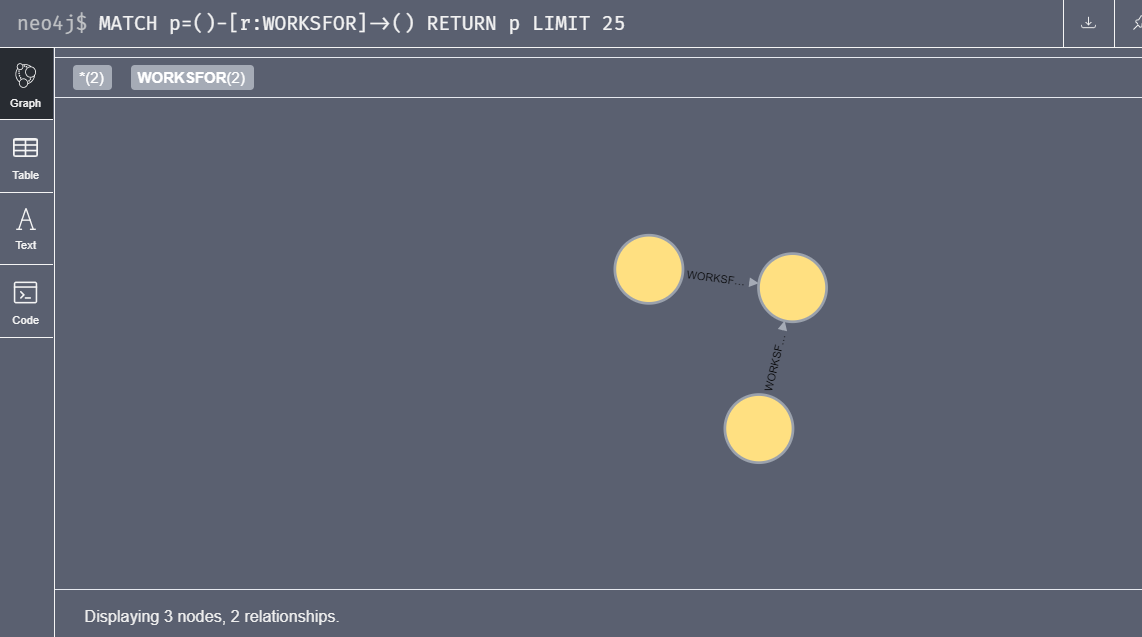 neo4j$ MATCH p=()-[r:WORKSFOR]->() RETURN p LIMIT 25
*(2) WORKSFOR(2)
Graph
Table
Text
Code
WORKSF...
WORKSF...
Displaying 3 nodes, 2 relationships.